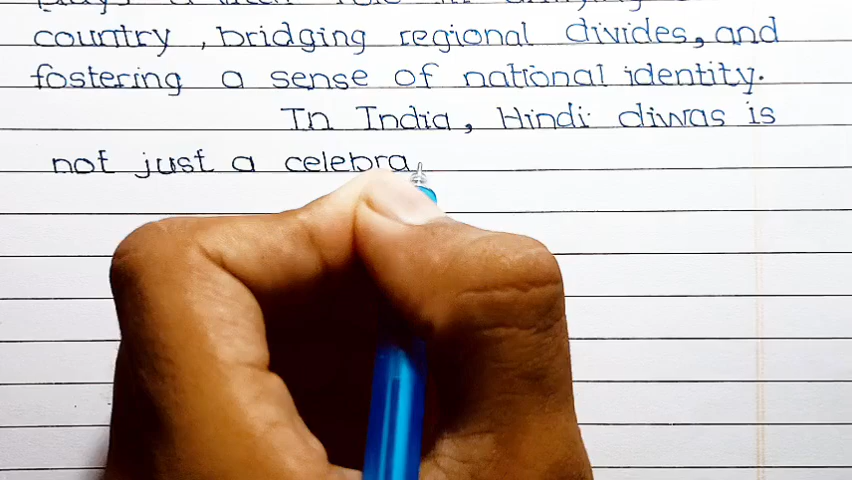 country , bridging regional divides, and
fostering a sense of national identity.
In India, Hindi diwas is
not just a celebra